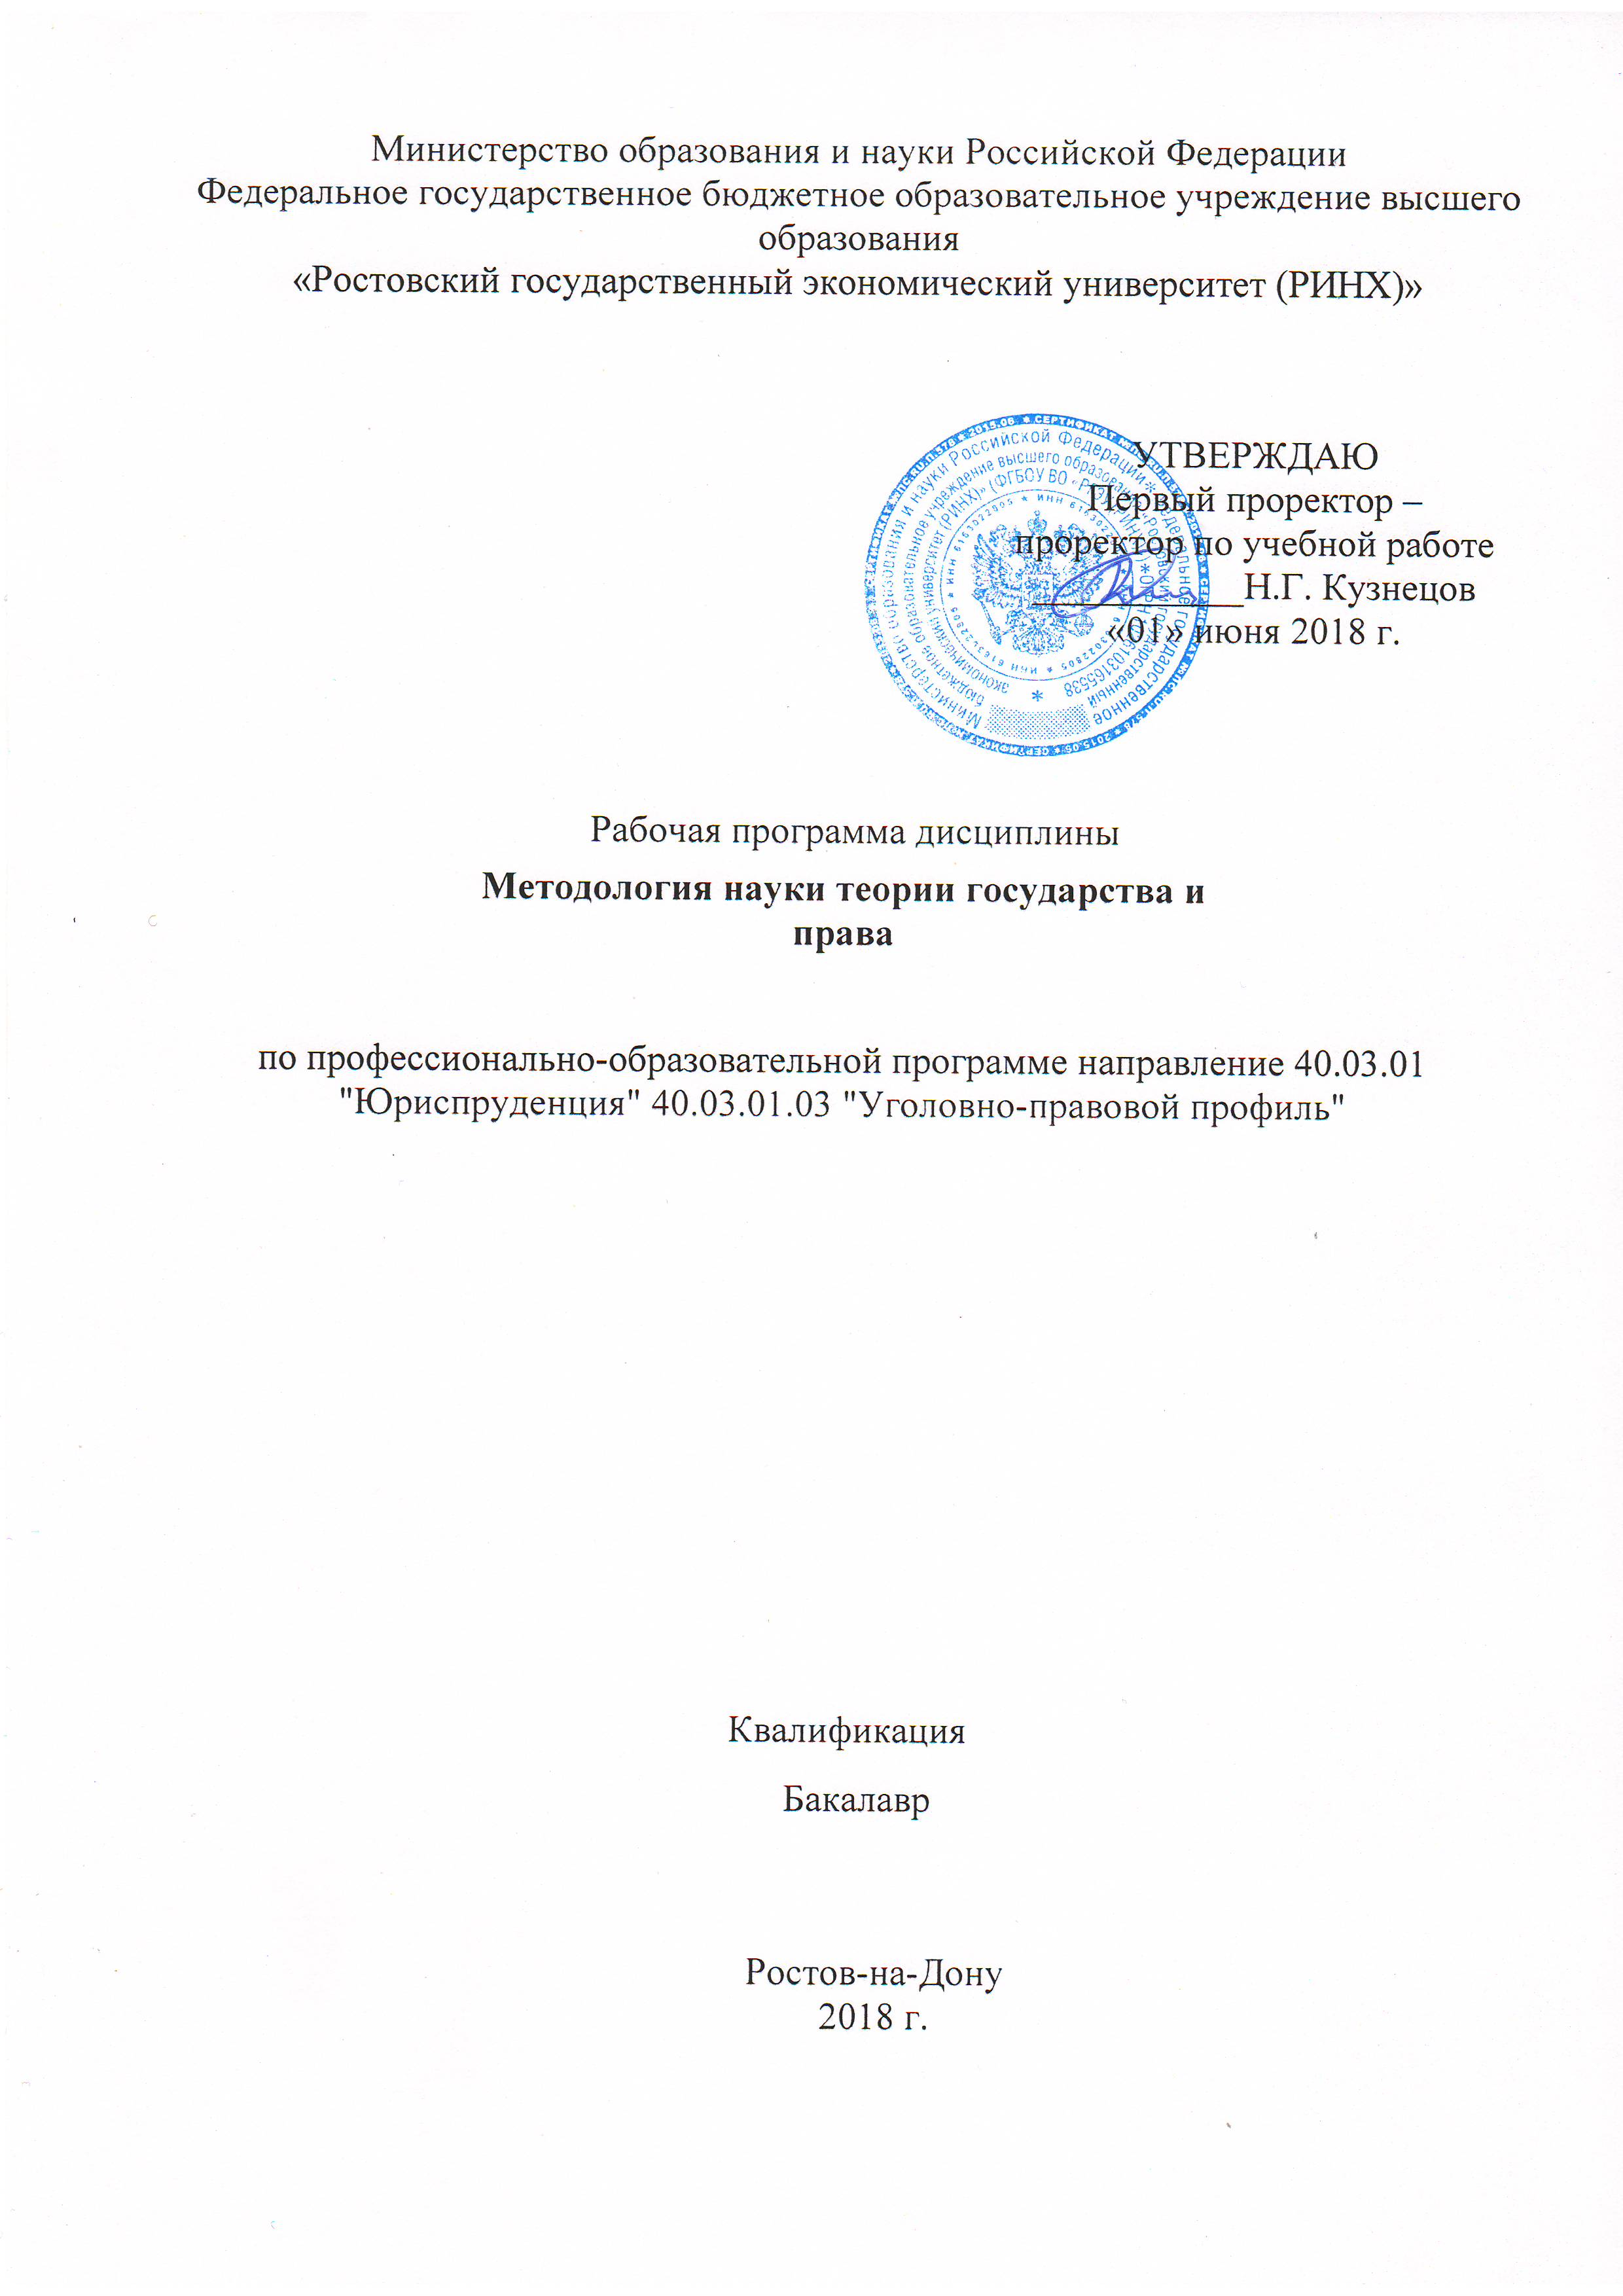 Министерство образования и науки Российской Федерации
Федеральное государственное бюджетное образовательное учреждение высшего
образования
«Ростовский государственный экономический университет (РИНХ)»
УТВЕРЖДАЮ
Первый проректор –
проректор по учебной работе
Н.Г. Кузнецов
«01» июня 2018 г.
Рабочая программа дисциплины
Методология науки теории государства и
права
по профессионально-образовательной программе направление 40.03.01
"Юриспруденция" 40.03.01.03 "Уголовно-правовой профиль"
Квалификация
Бакалавр
Ростов-на-Дону
2018 г.